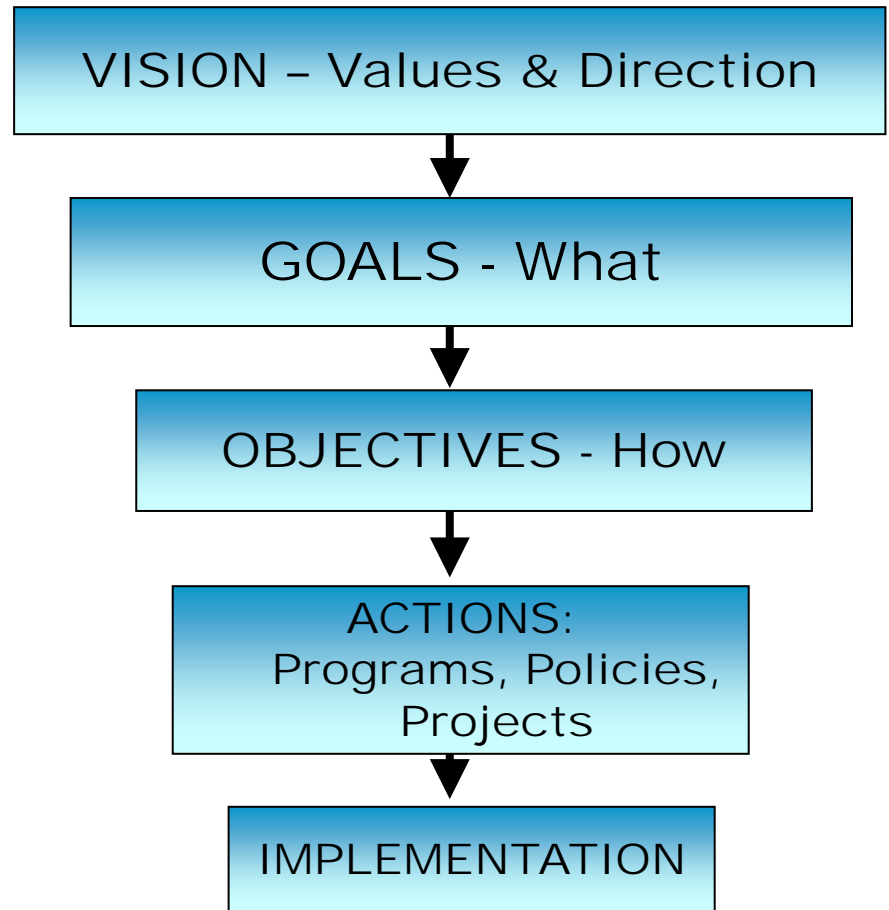 VISION – Values & Direction
GOALS - What
OBJECTIVES - How
ACTIONS:
Programs, Policies,
Projects
IMPLEMENTATION